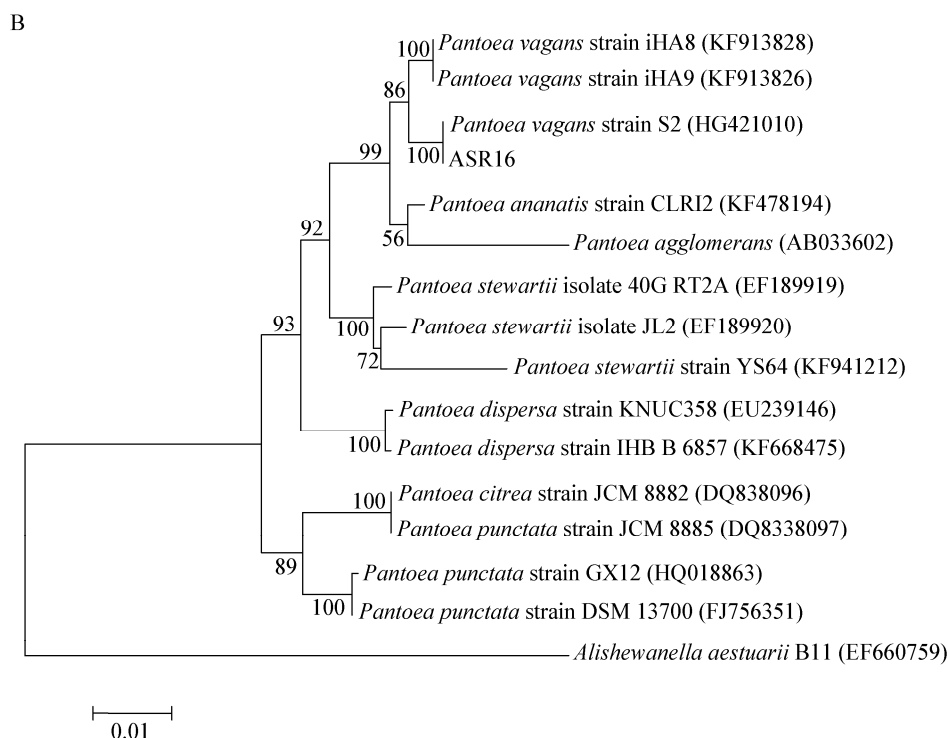 B
100
Pantoea vagans strain iHA8 (KF913828)
Pantoea vagans strain iHA9 (KF913826)
86
Pantoea vagans strain S2 (HG421010)
99
100
ASR16
Pantoea ananatis strain CLRI2 (KF478194)
92
56
Pantoea agglomerans (AB033602)
Pantoea stewartii isolate 40G RT2A (EF189919)
93
100
Pantoea stewartii isolate JL2 (EF189920)
72
Pantoea stewartii strain YS64 (KF941212)
Pantoea dispersa strain KNUC358 (EU239146)
100
Pantoea dispersa strain IHB B 6857 (KF668475)
100
Pantoea citrea strain JCM 8882 (DQ838096)
Pantoea punctata strain JCM 8885 (DQ8338097)
89
Pantoea punctata strain GX12 (HQ018863)
100
Pantoea punctata strain DSM 13700 (FJ756351)
Alishewanella aestuarii B11 (EF660759)
0.01